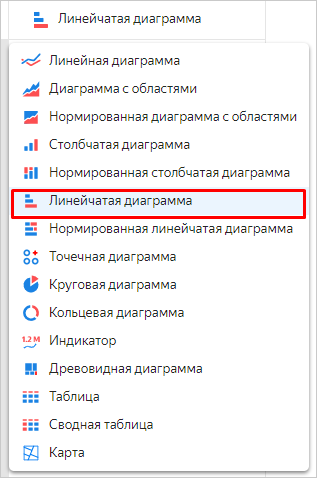 Линейчатая диаграмма
Линейная диаграмма
Диаграмма с областями
Нормированная диаграмма с областями
Столбчатая диаграмма
Нормированная столбчатая диаграмма
Линейчатая диаграмма
Нормированная линейчатая диаграмма
Точечная диаграмма
Круговая диаграмма
Кольцевая диаграмма
1.2 M Индикатор
Древовидная диаграмма
Таблица
Сводная таблица
Карта